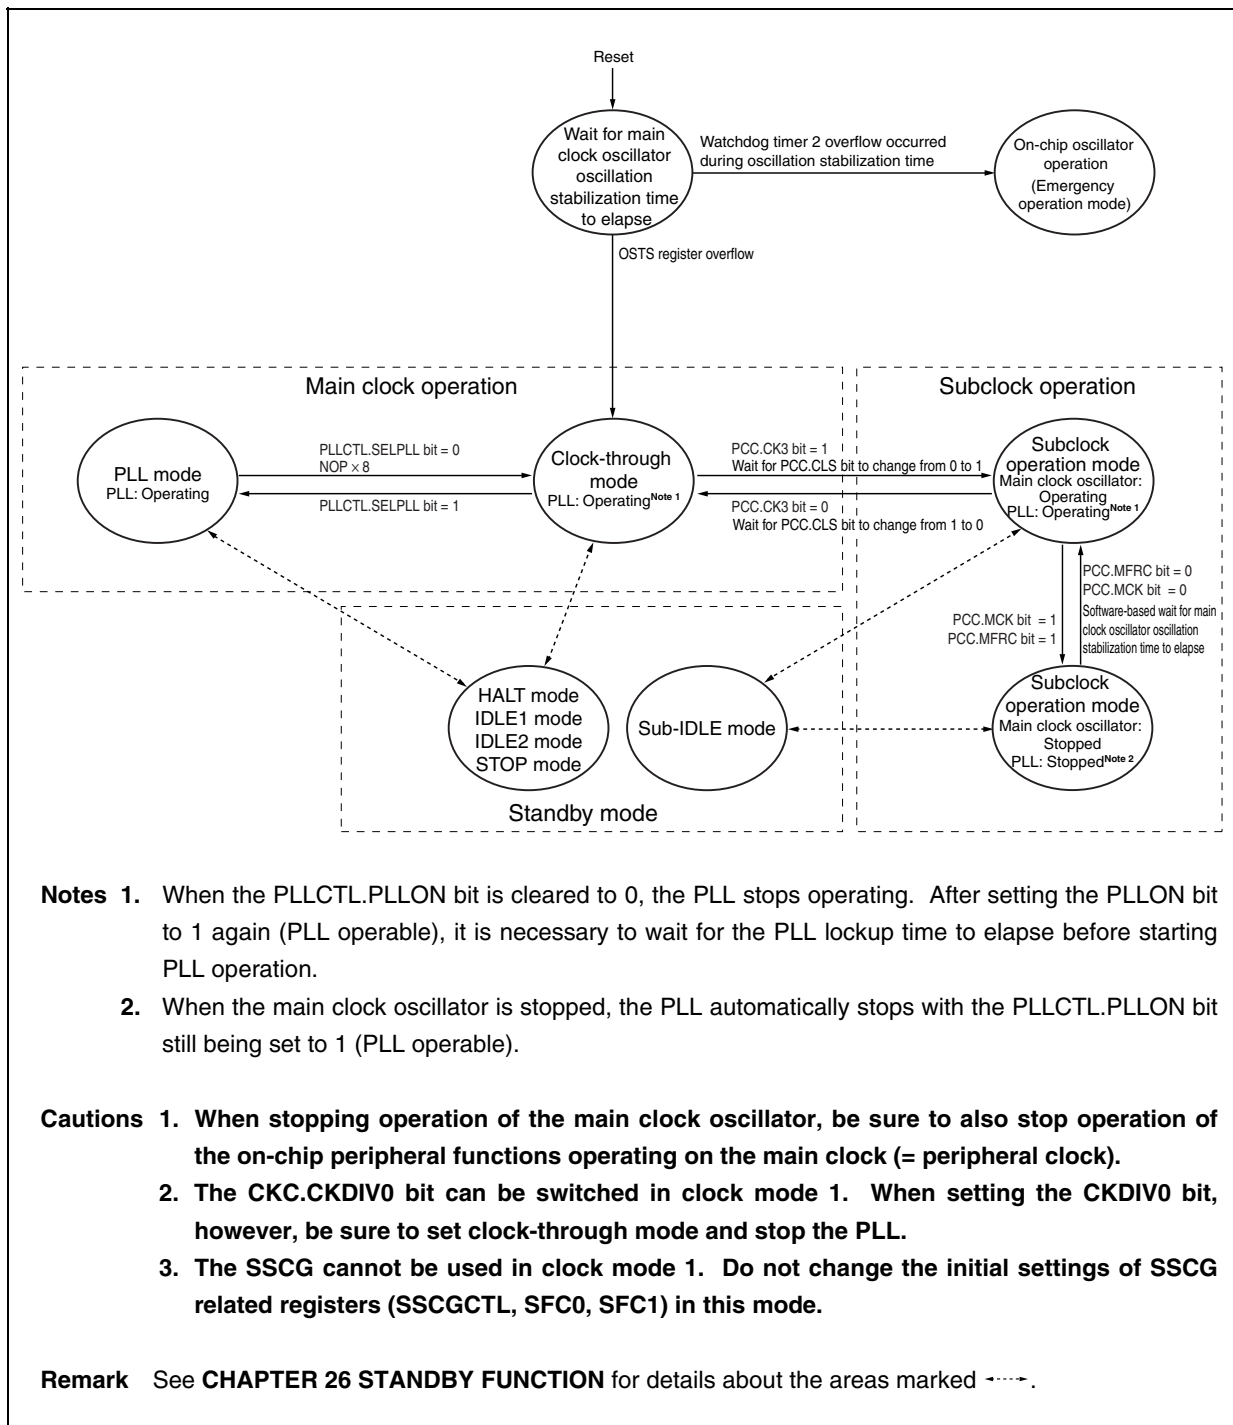 Reset
Wait for main
clock oscillator
oscillation
stabilization time
to elapse
Watchdog timer 2 overflow occurred
during oscillation stabilization time
On-chip oscillator
operation
(Emergency
operation mode)
OSTS register overflow
Main clock operation
Subclock operation
PLL mode
PLL: Operating
PLLCTL.SELPLL bit = 0
NOP × 8
PLLCTL.SELPLL bit = 1
Clock-through
mode
PLL: Operating Note 1
PCC.CK3 bit = 1
Wait for PCC.CLS bit to change from 0 to 1
PCC.CK3 bit = 0
Wait for PCC.CLS bit to change from 1 to 0
Subclock
operation mode
Main clock oscillator:
Operating
PLL: Operating Note 1
PCC.MCK bit = 1
PCC.MFRC bit = 1
PCC.MFRC bit = 0
PCC.MCK bit = 0
Software-based wait for main
clock oscillator oscillation
stabilization time to elapse
HALT mode
IDLE1 mode
IDLE2 mode
STOP mode
Sub-IDLE mode
Subclock
operation mode
Main clock oscillator:
Stopped
PLL: Stopped Note 2
Standby mode
Notes 1. When the PLLCTL.PLLON bit is cleared to 0, the PLL stops operating. After setting the PLLON bit
to 1 again (PLL operable), it is necessary to wait for the PLL lockup time to elapse before starting
PLL operation.
2. When the main clock oscillator is stopped, the PLL automatically stops with the PLLCTL.PLLON bit
still being set to 1 (PLL operable).
Cautions 1. When stopping operation of the main clock oscillator, be sure to also stop operation of
the on-chip peripheral functions operating on the main clock (= peripheral clock).
2. The CKC.CKDIV0 bit can be switched in clock mode 1. When setting the CKDIV0 bit,
however, be sure to set clock-through mode and stop the PLL.
3. The SSCG cannot be used in clock mode 1. Do not change the initial settings of SSCG
related registers (SSCGCTL, SFC0, SFC1) in this mode.
Remark See CHAPTER 26 STANDBY FUNCTION for details about the areas marked .